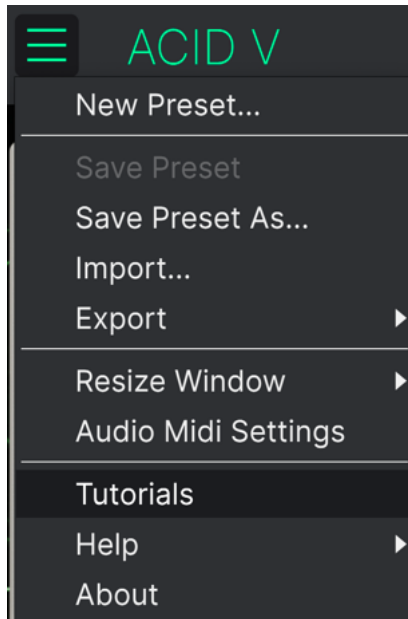 ACID V
New Preset...
Save Preset
Save Preset As...
Import...
Export
Resize Window
Audio Midi Settings
Tutorials
Help
About